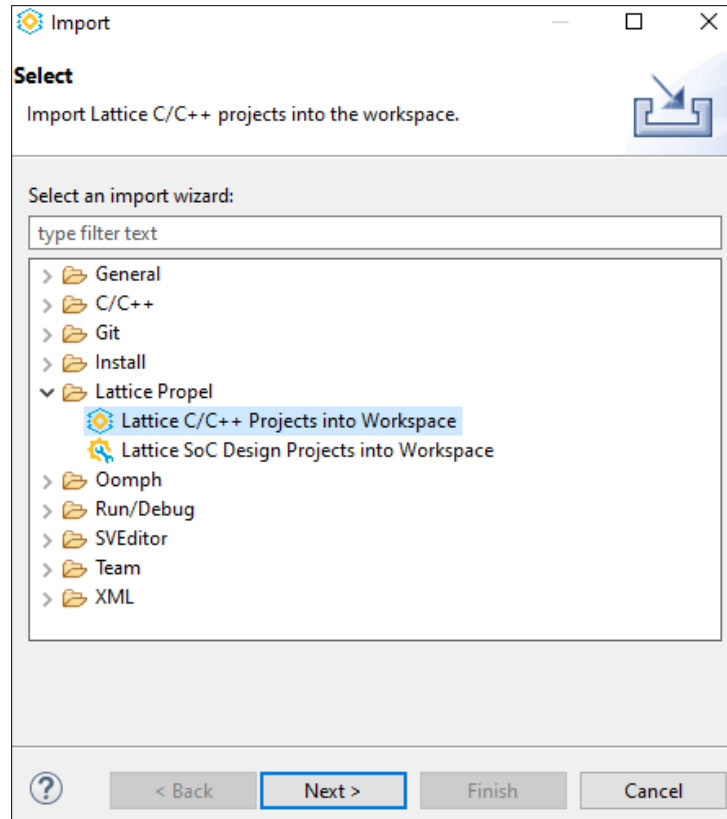 Import
Select
Import Lattice C/C++ projects into the workspace.
Select an import wizard:
type filter text
General
C/C++
Git
Install
Lattice Propel
Lattice C/C++ Projects into Workspace
Lattice SoC Design Projects into Workspace
Oomph
Run/Debug
SVEditor
Team
XML
?
< Back
Next >
Finish
Cancel